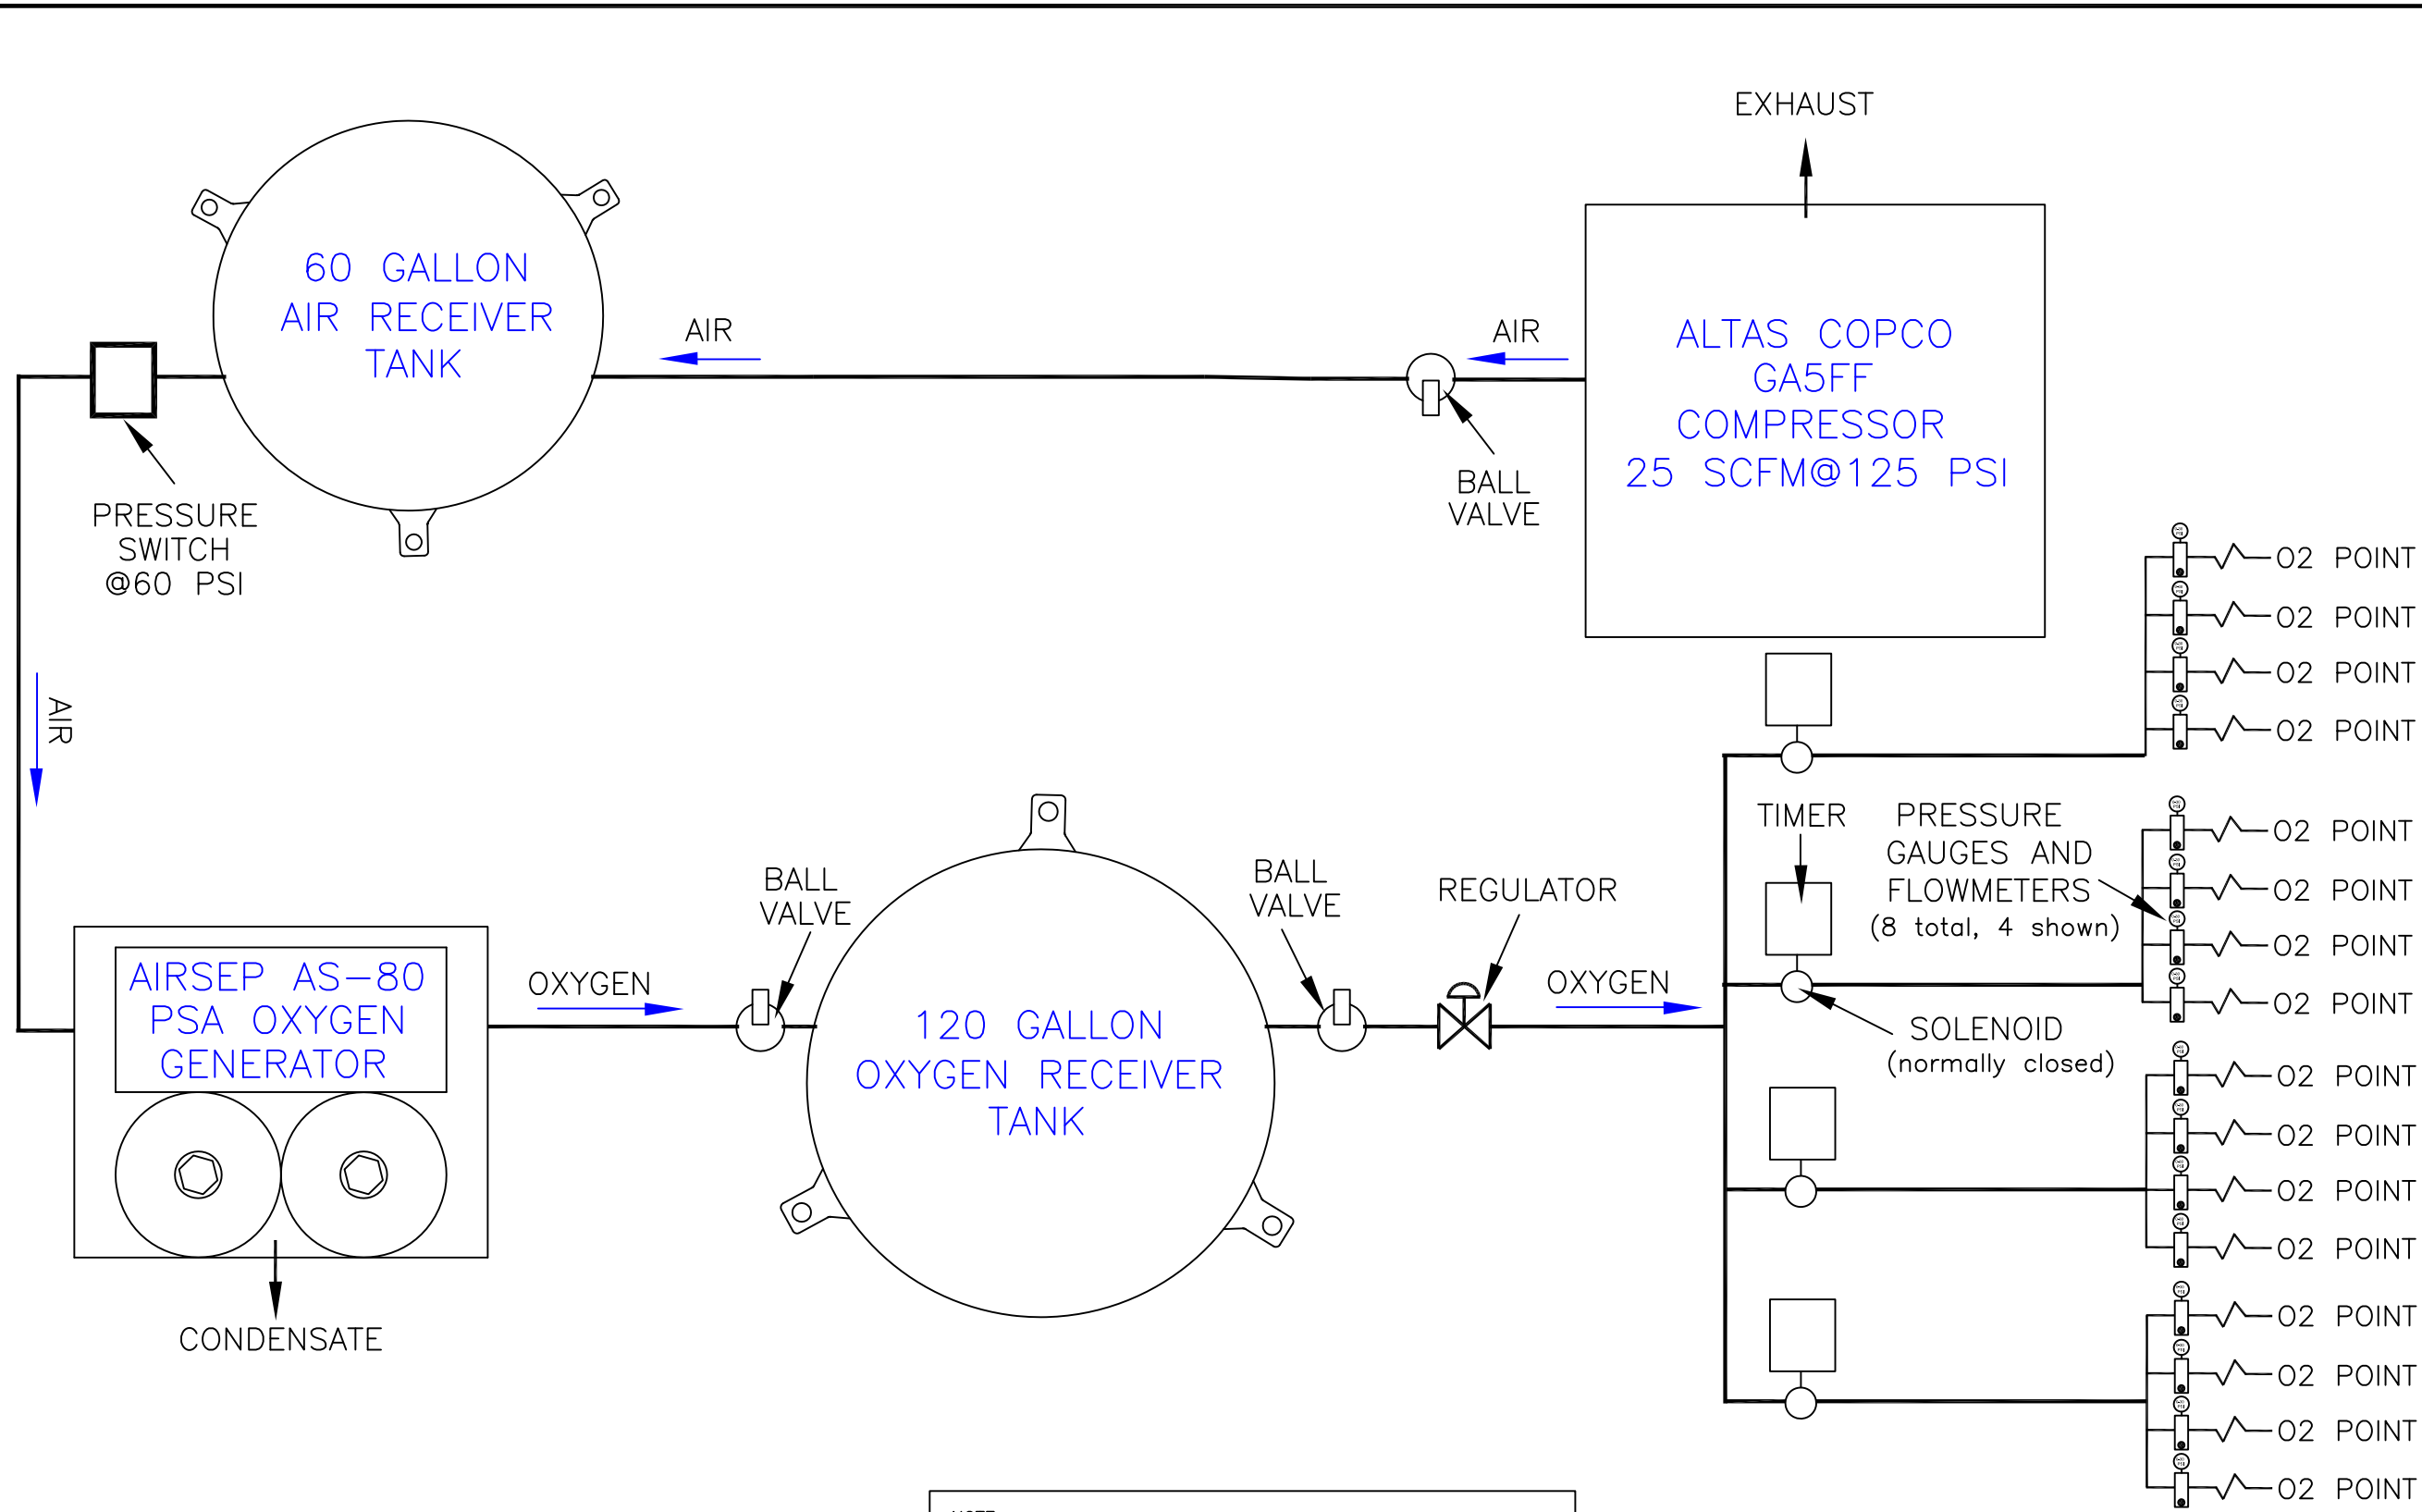 EXHAUST
60 GALLON
AIR RECEIVER
TANK
AIR
AIR
ALTAS COPCO
GA5FF
COMPRESSOR
25 SCFM@125 PSI
BALL
VALVE
PRESSURE
SWITCH
@60 PSI
AIR
O2 POINT
O2 POINT
O2 POINT
O2 POINT
TIMER
PRESSURE
GAUGES AND
FLOWMETERS
(8 total, 4 shown)
O2 POINT
O2 POINT
O2 POINT
O2 POINT
BALL
VALVE
BALL
VALVE
REGULATOR
AIRSEP AS-80
PSA OXYGEN
GENERATOR
OXYGEN
120 GALLON
OXYGEN RECEIVER
TANK
OXYGEN
SOLENOID
(normally closed)
O2 POINT
O2 POINT
O2 POINT
O2 POINT
CONDENSATE
O2 POINT
O2 POINT
O2 POINT
O2 POINT